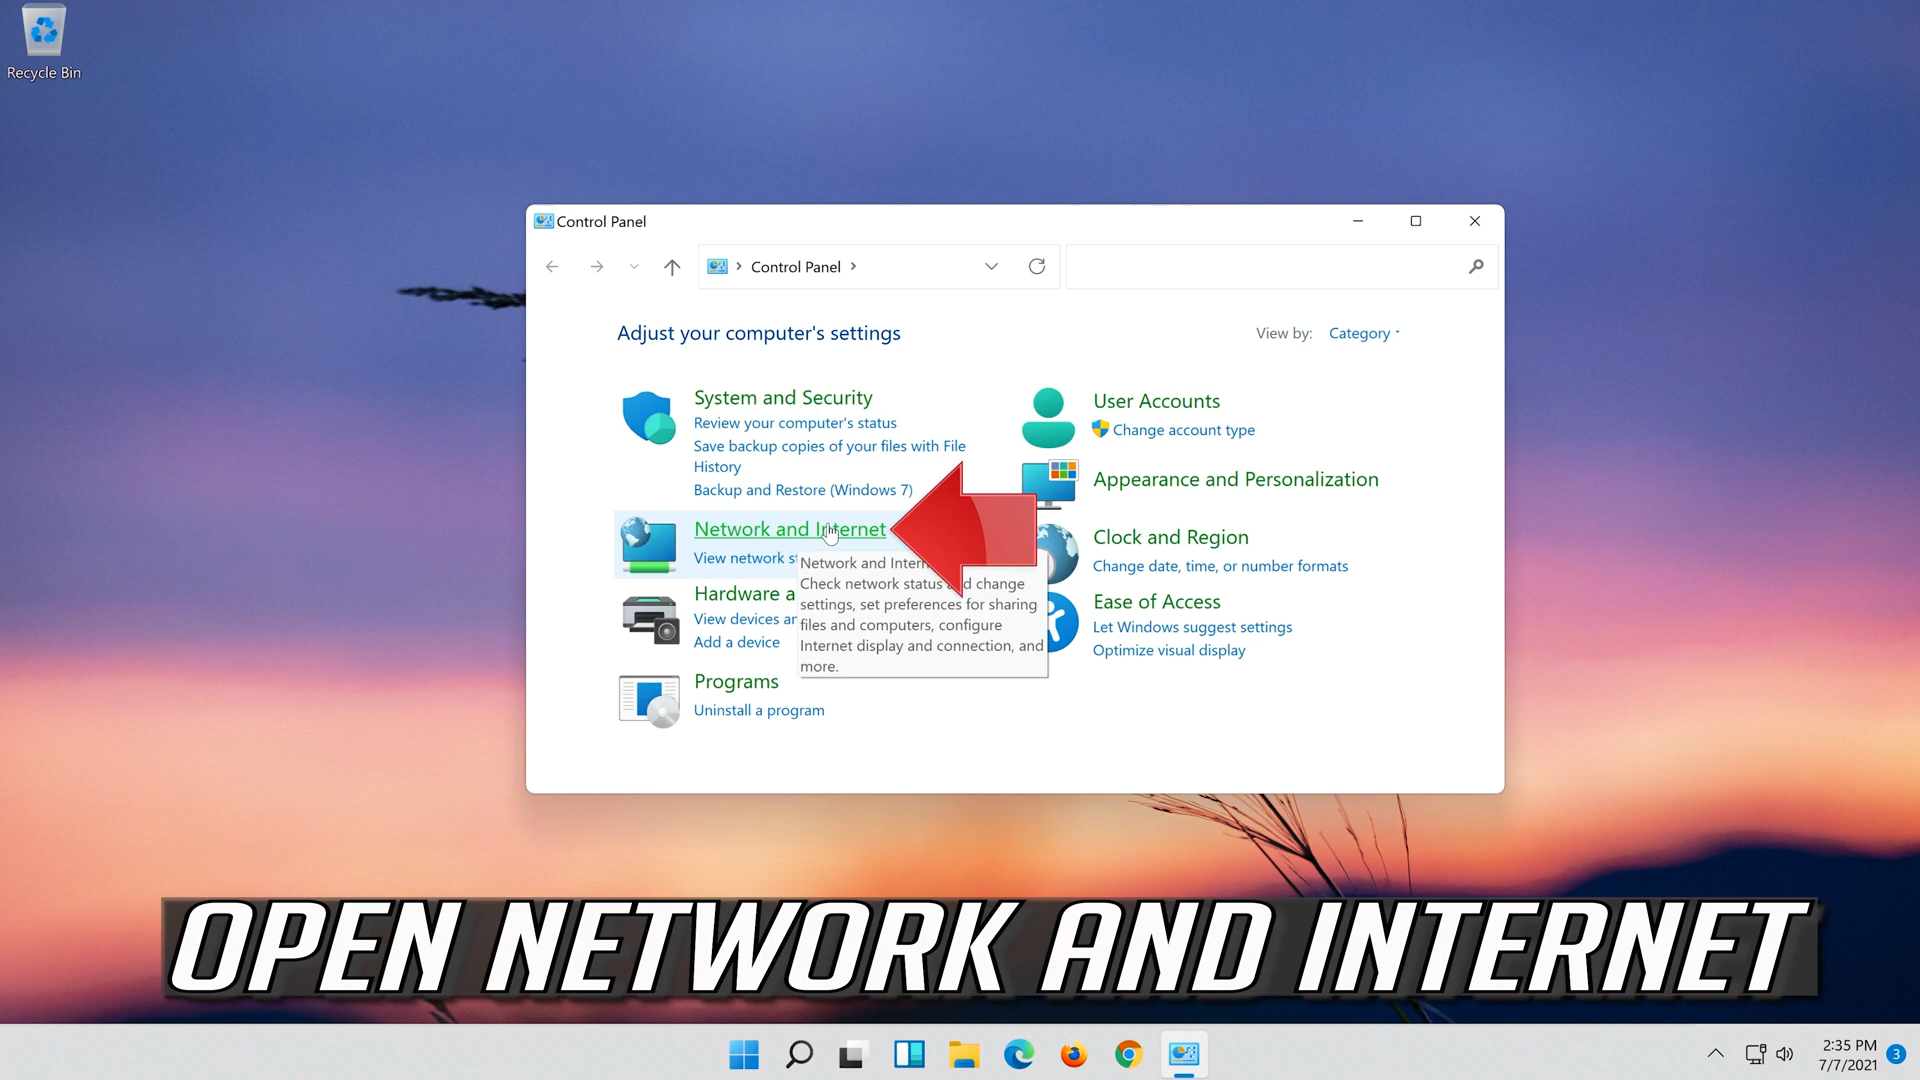 Recycle Bin
Control Panel
Control Panel
Adjust your computer's settings
View by: Category
System and Security
Review your computer's status
Save backup copies of your files with File
History
Backup and Restore (Windows 7)
Network and Internet
View network
Network and
Check network status and change
settings, set preferences for sharing
files and computers, configure
Internet display and connection, and
more.
Hardware
View devices
Add a device
Programs
Uninstall a program
User Accounts
Change account type
Appearance and Personalization
Clock and Region
Change date, time, or number formats
Ease of Access
Let Windows suggest settings
Optimize visual display
OPEN NETWORK AND INTERNET
2:35 PM
7/7/2021
3